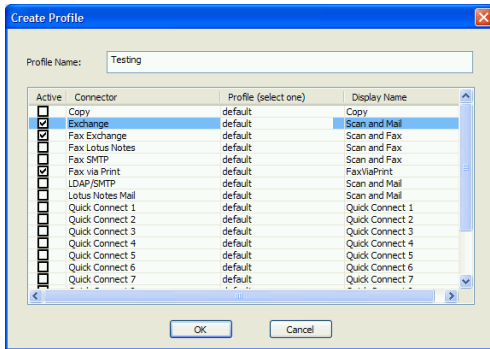 Create Profile
Profile Name: Testing
Active Connector Profile (select one) Display Name
Copy default Copy
Exchange default Scan and Mail
Fax Exchange default Scan and Fax
Fax Lotus Notes default Scan and Fax
Fax SMTP default Scan and Fax
Fax via Print default FaxViaPrint
LDAP/SMTP default Scan and Mail
Lotus Notes Mail default Scan and Mail
Quick Connect 1 default Quick Connect 1
Quick Connect 2 default Quick Connect 2
Quick Connect 3 default Quick Connect 3
Quick Connect 4 default Quick Connect 4
Quick Connect 5 default Quick Connect 5
Quick Connect 6 default Quick Connect 6
Quick Connect 7 default Quick Connect 7
OK Cancel